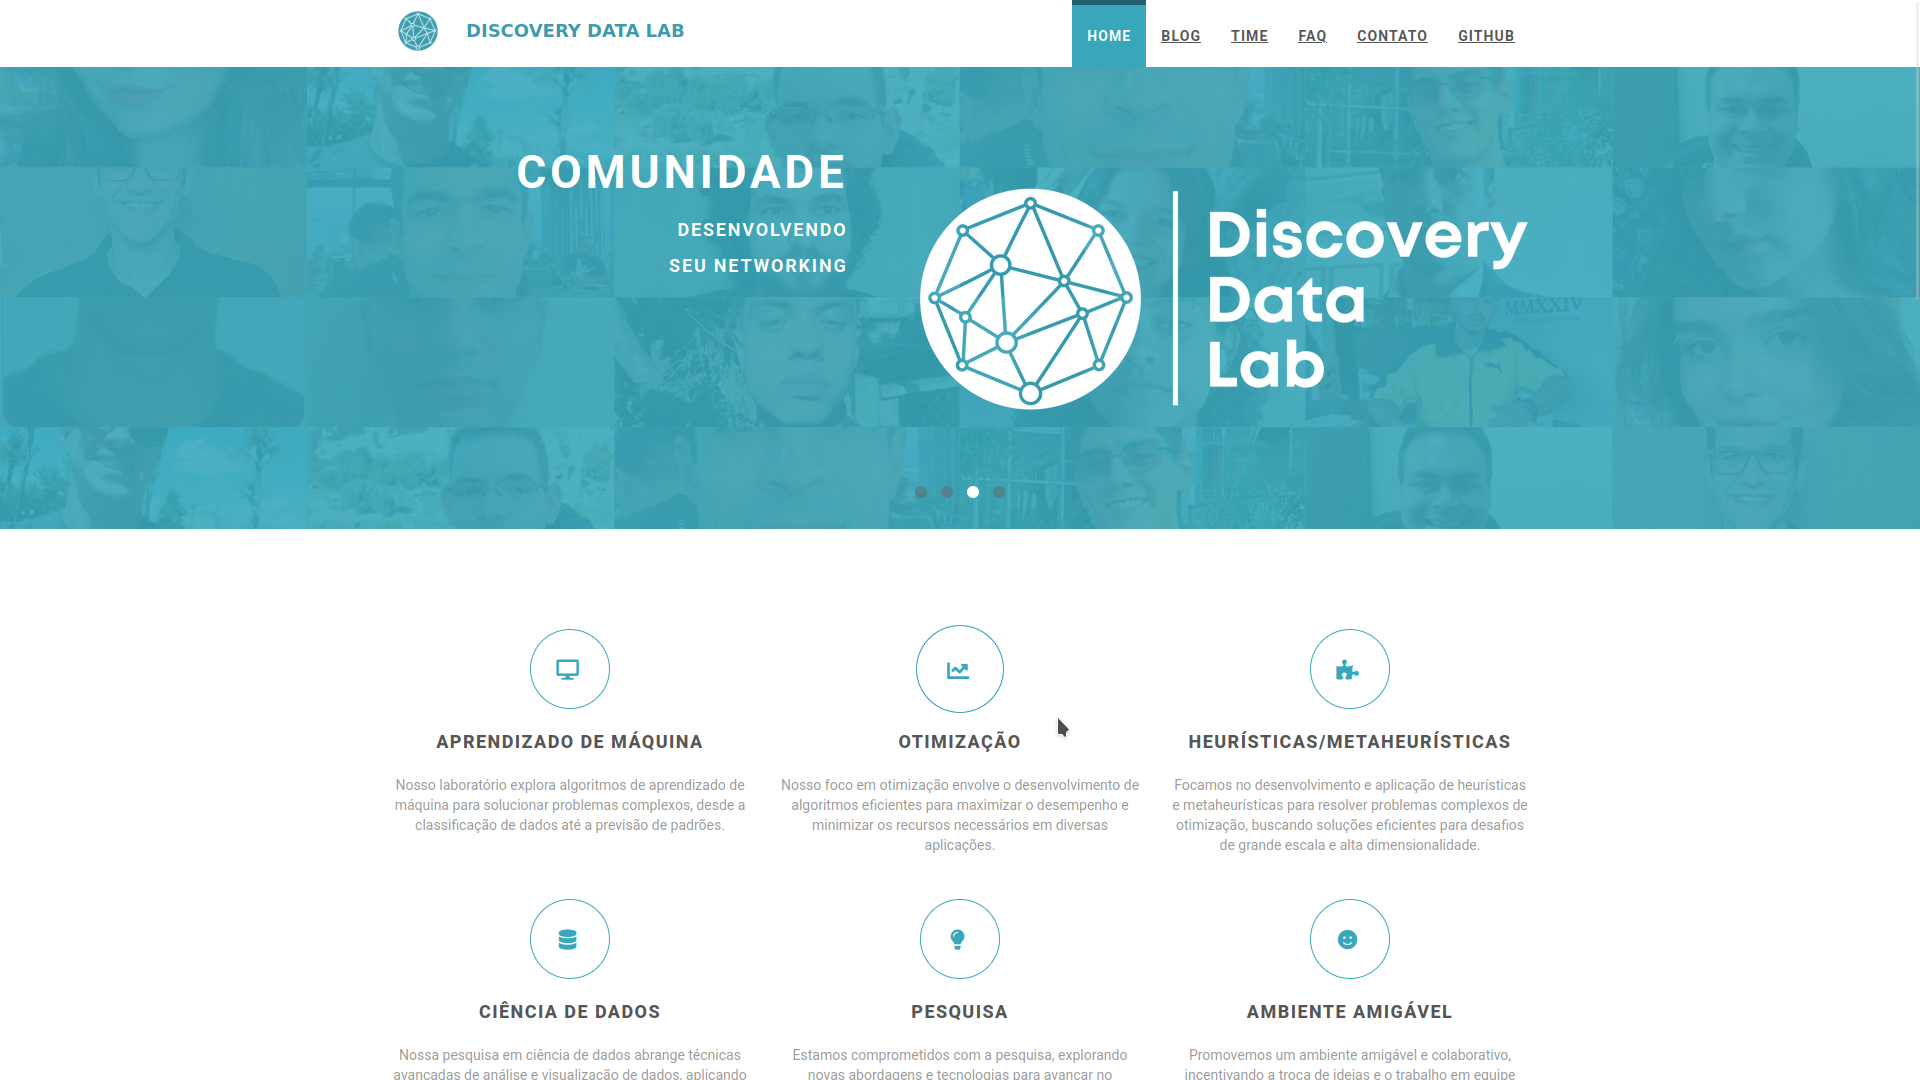 DISCOVERY DATA LAB
HOME BLOG TIME FAQ CONTATO GITHUB
COMUNIDADE
DESENVOLVENDO
SEU NETWORKING
Discovery
Data
Lab
MMXXIV
APRENDIZADO DE MÁQUINA
Nosso laboratório explora algoritmos de aprendizado de
máquina para solucionar problemas complexos, desde a
classificação de dados até a previsão de padrões.
OTIMIZAÇÃO
Nosso foco em otimização envolve o desenvolvimento de
algoritmos eficientes para maximizar o desempenho e
minimizar os recursos necessários em diversas
aplicações.
HEURÍSTICAS/METAHEURÍSTICAS
Focamos no desenvolvimento e aplicação de heurísticas
e metaheurísticas para resolver problemas complexos de
otimização, buscando soluções eficientes para desafios
de grande escala e alta dimensionalidade.
CIÊNCIA DE DADOS
Nossa pesquisa em ciência de dados abrange técnicas
avançadas de análise e visualização de dados, aplicando
PESQUISA
Estamos comprometidos com a pesquisa, explorando
novas abordagens e tecnologias para avançar no
AMBIENTE AMIGÁVEL
Promovemos um ambiente amigável e colaborativo,
incentivando a troca de ideias e o trabalho em equipe